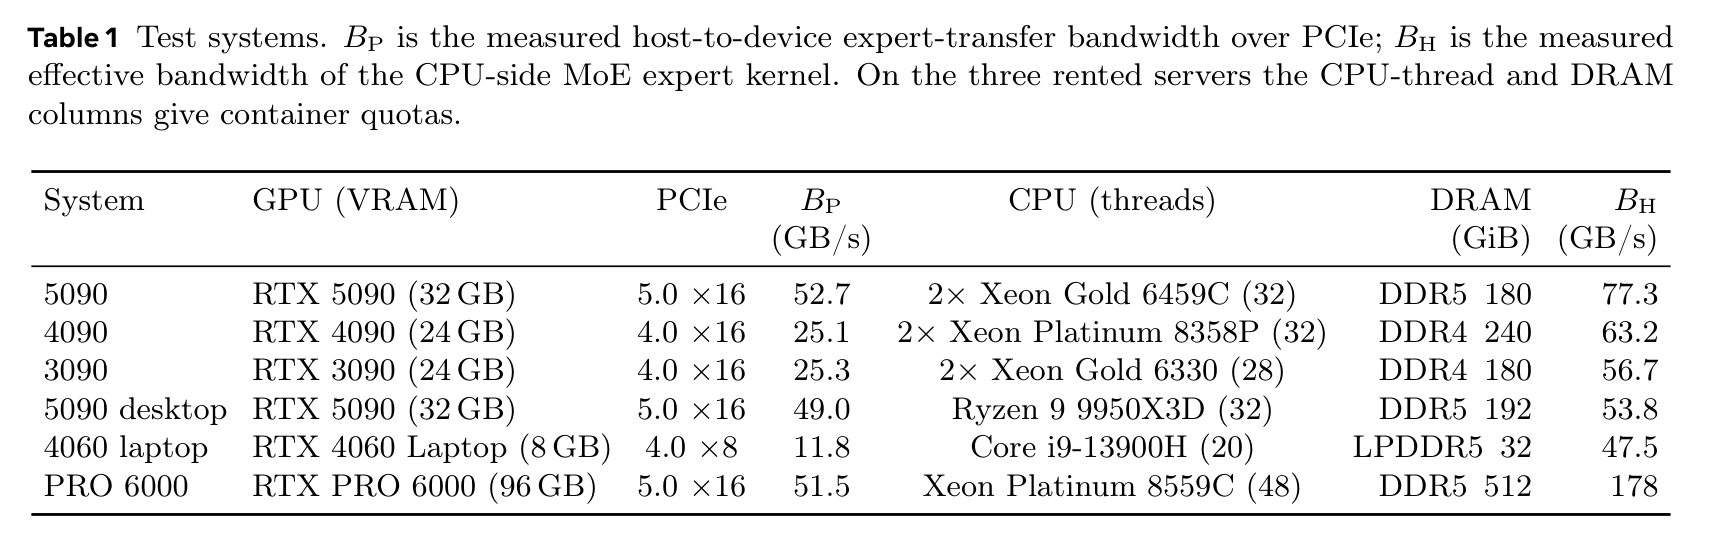 Table 1 Test systems. B_P is the measured host-to-device expert-transfer bandwidth over PCIe; B_H is the measured
effective bandwidth of the CPU-side MoE expert kernel. On the three rented servers the CPU-thread and DRAM
columns give container quotas.
System GPU (VRAM) PCIe B_P CPU (threads) DRAM B_H
(GB/s) (GiB) (GB/s)
5090 RTX 5090 (32 GB) 5.0 ×16 52.7 2× Xeon Gold 6459C (32) DDR5 180 77.3
4090 RTX 4090 (24 GB) 4.0 ×16 25.1 2× Xeon Platinum 8358P (32) DDR4 240 63.2
3090 RTX 3090 (24 GB) 4.0 ×16 25.3 2× Xeon Gold 6330 (28) DDR4 180 56.7
5090 desktop RTX 5090 (32 GB) 5.0 ×16 49.0 Ryzen 9 9950X3D (32) DDR5 192 53.8
4060 laptop RTX 4060 Laptop (8 GB) 4.0 ×8 11.8 Core i9-13900H (20) LPDDR5 32 47.5
PRO 6000 RTX PRO 6000 (96 GB) 5.0 ×16 51.5 Xeon Platinum 8559C (48) DDR5 512 178